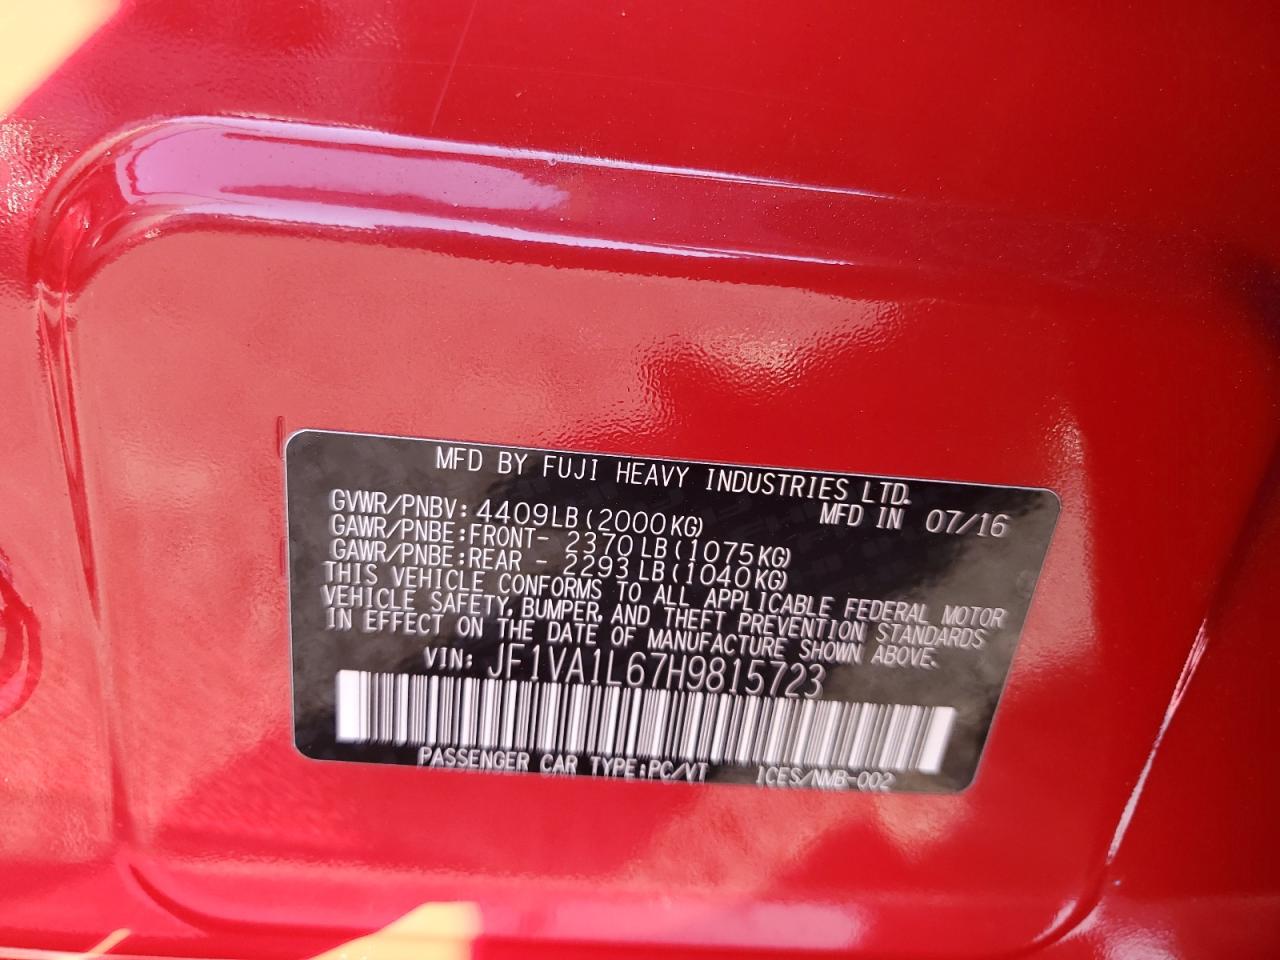 MFD BY FUJI HEAVY INDUSTRIES LTD.
MFD IN 07/16
GVWR/PNBV: 4409LB(2000KG)
GAWR/PNBE:FRONT- 2370LB(1075KG)
GAWR/PNBE:REAR - 2293LB(1040KG)
THIS VEHICLE CONFORMS TO ALL APPLICABLE FEDERAL MOTOR
VEHICLE SAFETY, BUMPER, AND THEFT PREVENTION STANDARDS
IN EFFECT ON THE DATE OF MANUFACTURE SHOWN ABOVE.
VIN: JF1VA1L67H9815723
PASSENGER CAR TYPE:PC/VT ICES/NMB-002